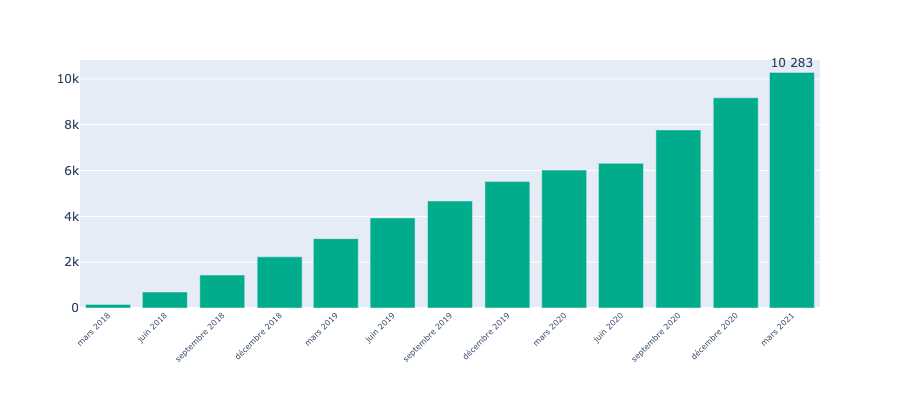 10 283
10k
8k
6k
4k
2k
0
mars 2018
juin 2018
septembre 2018
décembre 2018
mars 2019
juin 2019
septembre 2019
décembre 2019
mars 2020
juin 2020
septembre 2020
décembre 2020
mars 2021